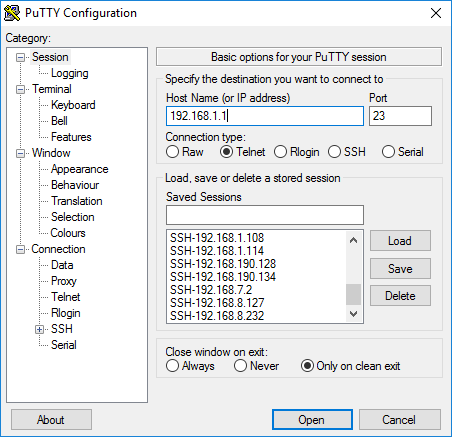 PuTTY Configuration
Category:
Session
Logging
Terminal
Keyboard
Bell
Features
Window
Appearance
Behaviour
Translation
Selection
Colours
Connection
Data
Proxy
Telnet
Rlogin
SSH
Serial
Basic options for your PuTTY session
Specify the destination you want to connect to
Host Name (or IP address) Port
192.168.1.1 23
Connection type:
Raw Telnet Rlogin SSH Serial
Load, save or delete a stored session
Saved Sessions
SSH-192.168.1.108
SSH-192.168.1.114
SSH-192.168.190.128
SSH-192.168.190.134
SSH-192.168.7.2
SSH-192.168.8.127
SSH-192.168.8.232
Load
Save
Delete
Close window on exit:
Always Never Only on clean exit
About Open Cancel